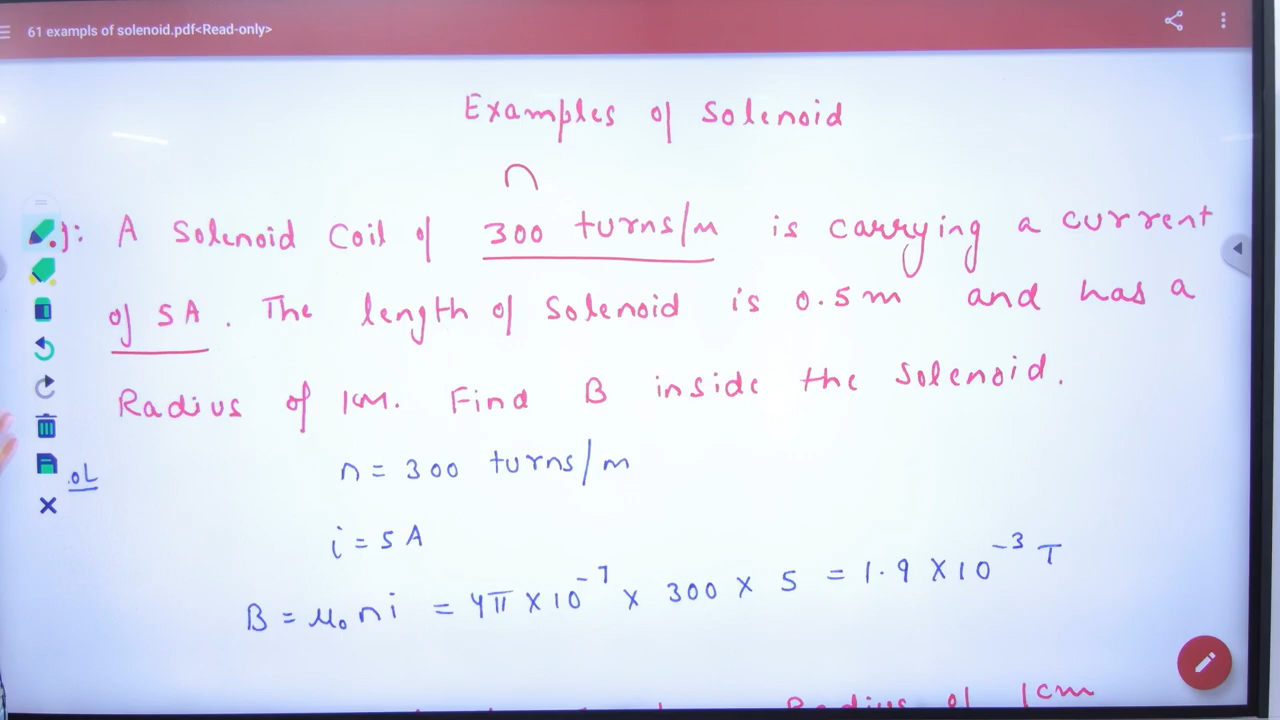 61 exampls of solenoid.pdf<Read-only>
Examples of Solenoid
n
): A Solenoid Coil of 300 turns/m is carrying a current
of 5A. The length of Solenoid is 0.5m and has a
Radius of 1cm. Find B inside the Solenoid.
.oL
n = 300 turns/m
i = 5 A
B = μ₀ n i = 4π × 10⁻⁷ × 300 × 5 = 1.9 × 10⁻³ T
Radius of 1cm